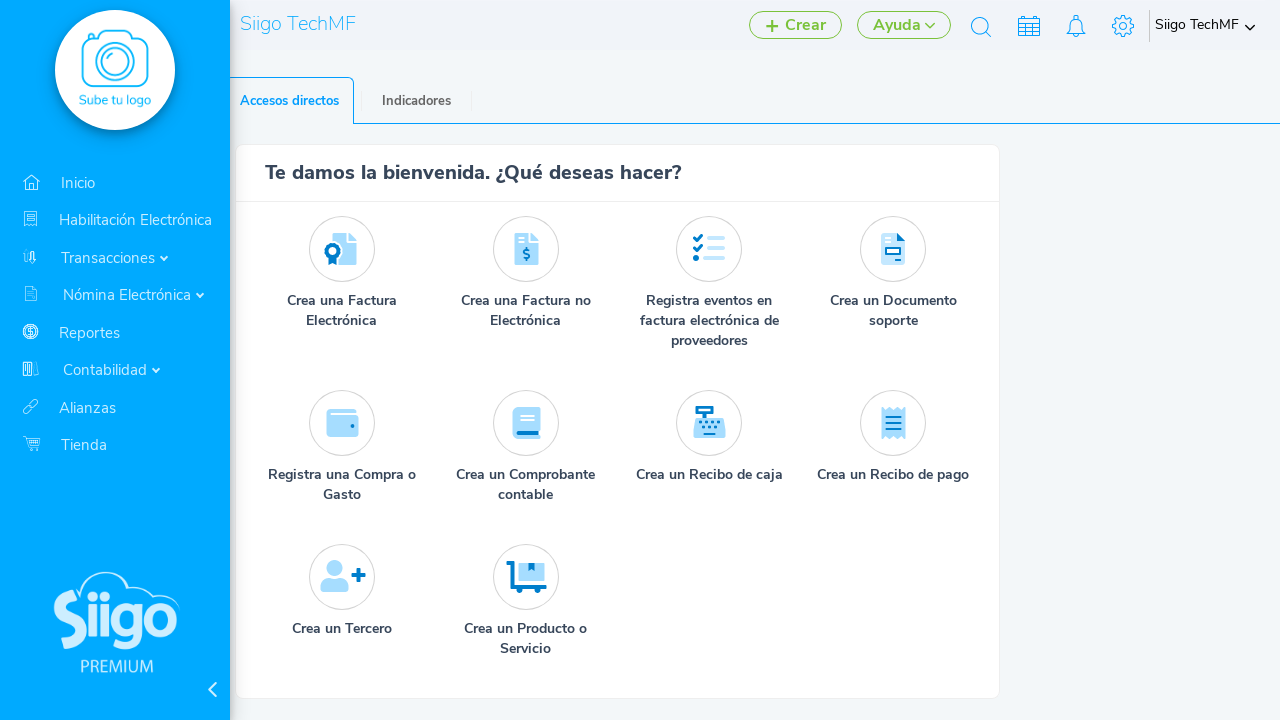 Siigo TechMF
Crear
Ayuda
Siigo TechMF
Sube tu logo
Inicio
Habilitación Electrónica
Transacciones
Nómina Electrónica
Reportes
Contabilidad
Alianzas
Tienda
Siigo
PREMIUM
Accesos directos
Indicadores
Te damos la bienvenida. ¿Qué deseas hacer?
Crea una Factura
Electrónica
Crea una Factura no
Electrónica
Registra eventos en
factura electrónica de
proveedores
Crea un Documento
soporte
Registra una Compra o
Gasto
Crea un Comprobante
contable
Crea un Recibo de caja
Crea un Recibo de pago
Crea un Tercero
Crea un Producto o
Servicio